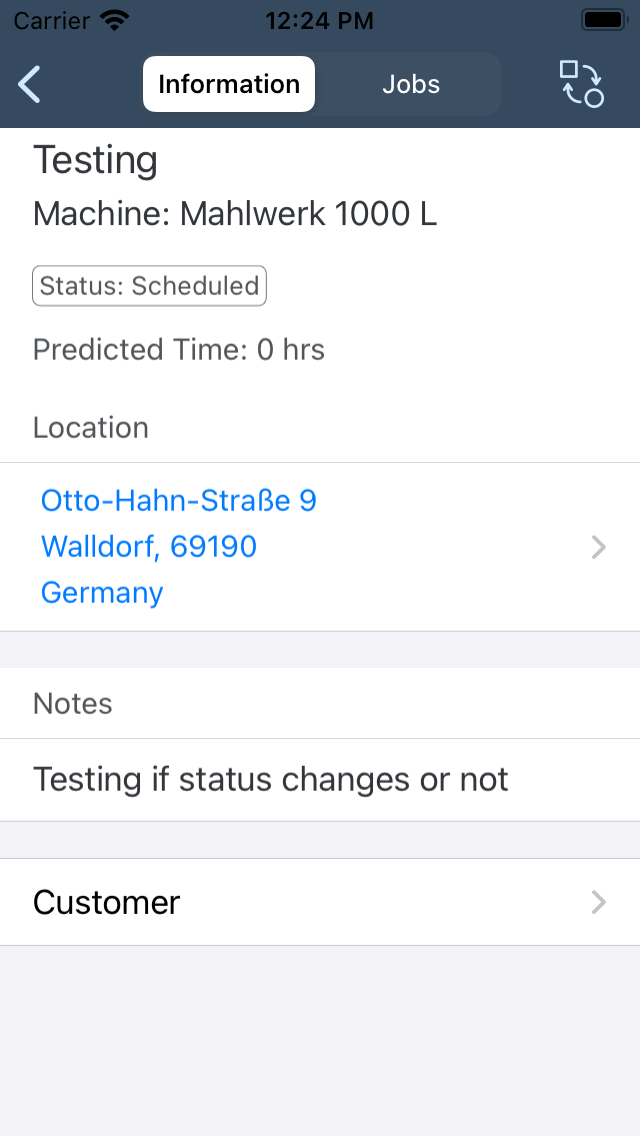 Carrier 12:24 PM
Information Jobs
Testing
Machine: Mahlwerk 1000 L
Status: Scheduled
Predicted Time: 0 hrs
Location
Otto-Hahn-Straße 9
Walldorf, 69190
Germany
Notes
Testing if status changes or not
Customer